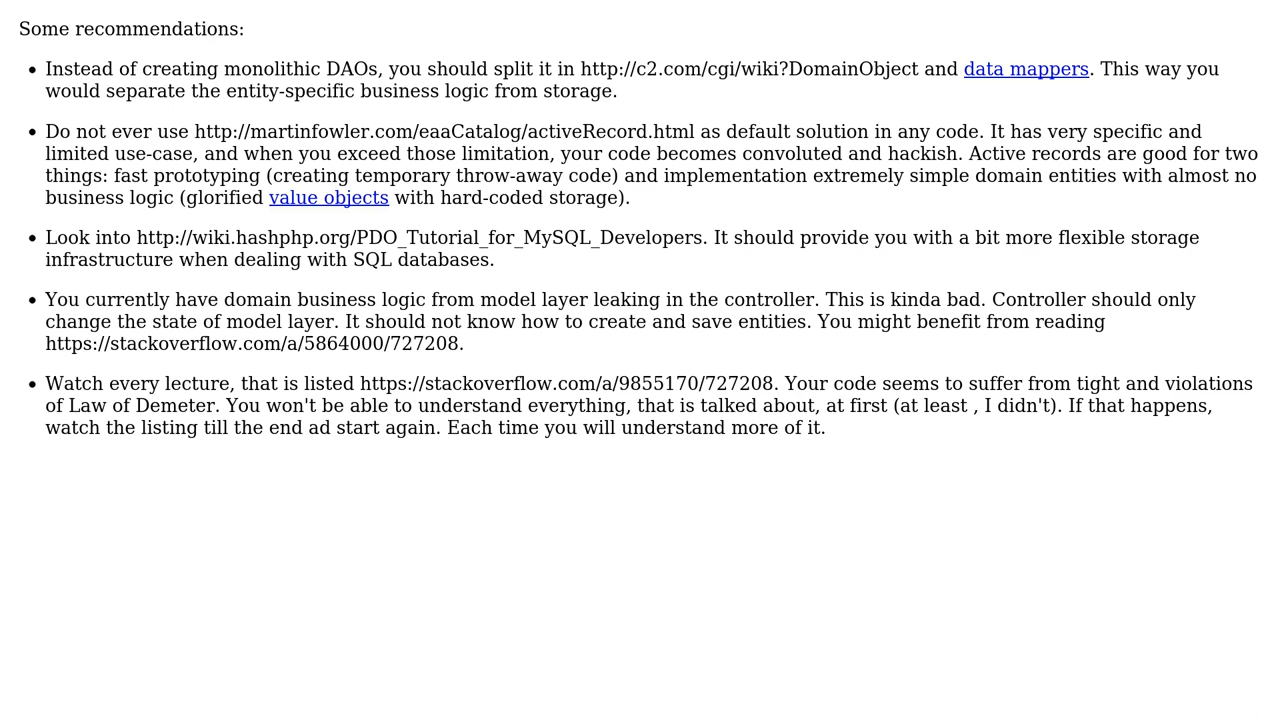 Some recommendations:
• Instead of creating monolithic DAOs, you should split it in http://c2.com/cgi/wiki?DomainObject and data mappers. This way you
would separate the entity-specific business logic from storage.
• Do not ever use http://martinfowler.com/eaaCatalog/activeRecord.html as default solution in any code. It has very specific and
limited use-case, and when you exceed those limitation, your code becomes convoluted and hackish. Active records are good for two
things: fast prototyping (creating temporary throw-away code) and implementation extremely simple domain entities with almost no
business logic (glorified value objects with hard-coded storage).
• Look into http://wiki.hashphp.org/PDO_Tutorial_for_MySQL_Developers. It should provide you with a bit more flexible storage
infrastructure when dealing with SQL databases.
• You currently have domain business logic from model layer leaking in the controller. This is kinda bad. Controller should only
change the state of model layer. It should not know how to create and save entities. You might benefit from reading
https://stackoverflow.com/a/5864000/727208.
• Watch every lecture, that is listed https://stackoverflow.com/a/9855170/727208. Your code seems to suffer from tight and violations
of Law of Demeter. You won't be able to understand everything, that is talked about, at first (at least , I didn't). If that happens,
watch the listing till the end ad start again. Each time you will understand more of it.